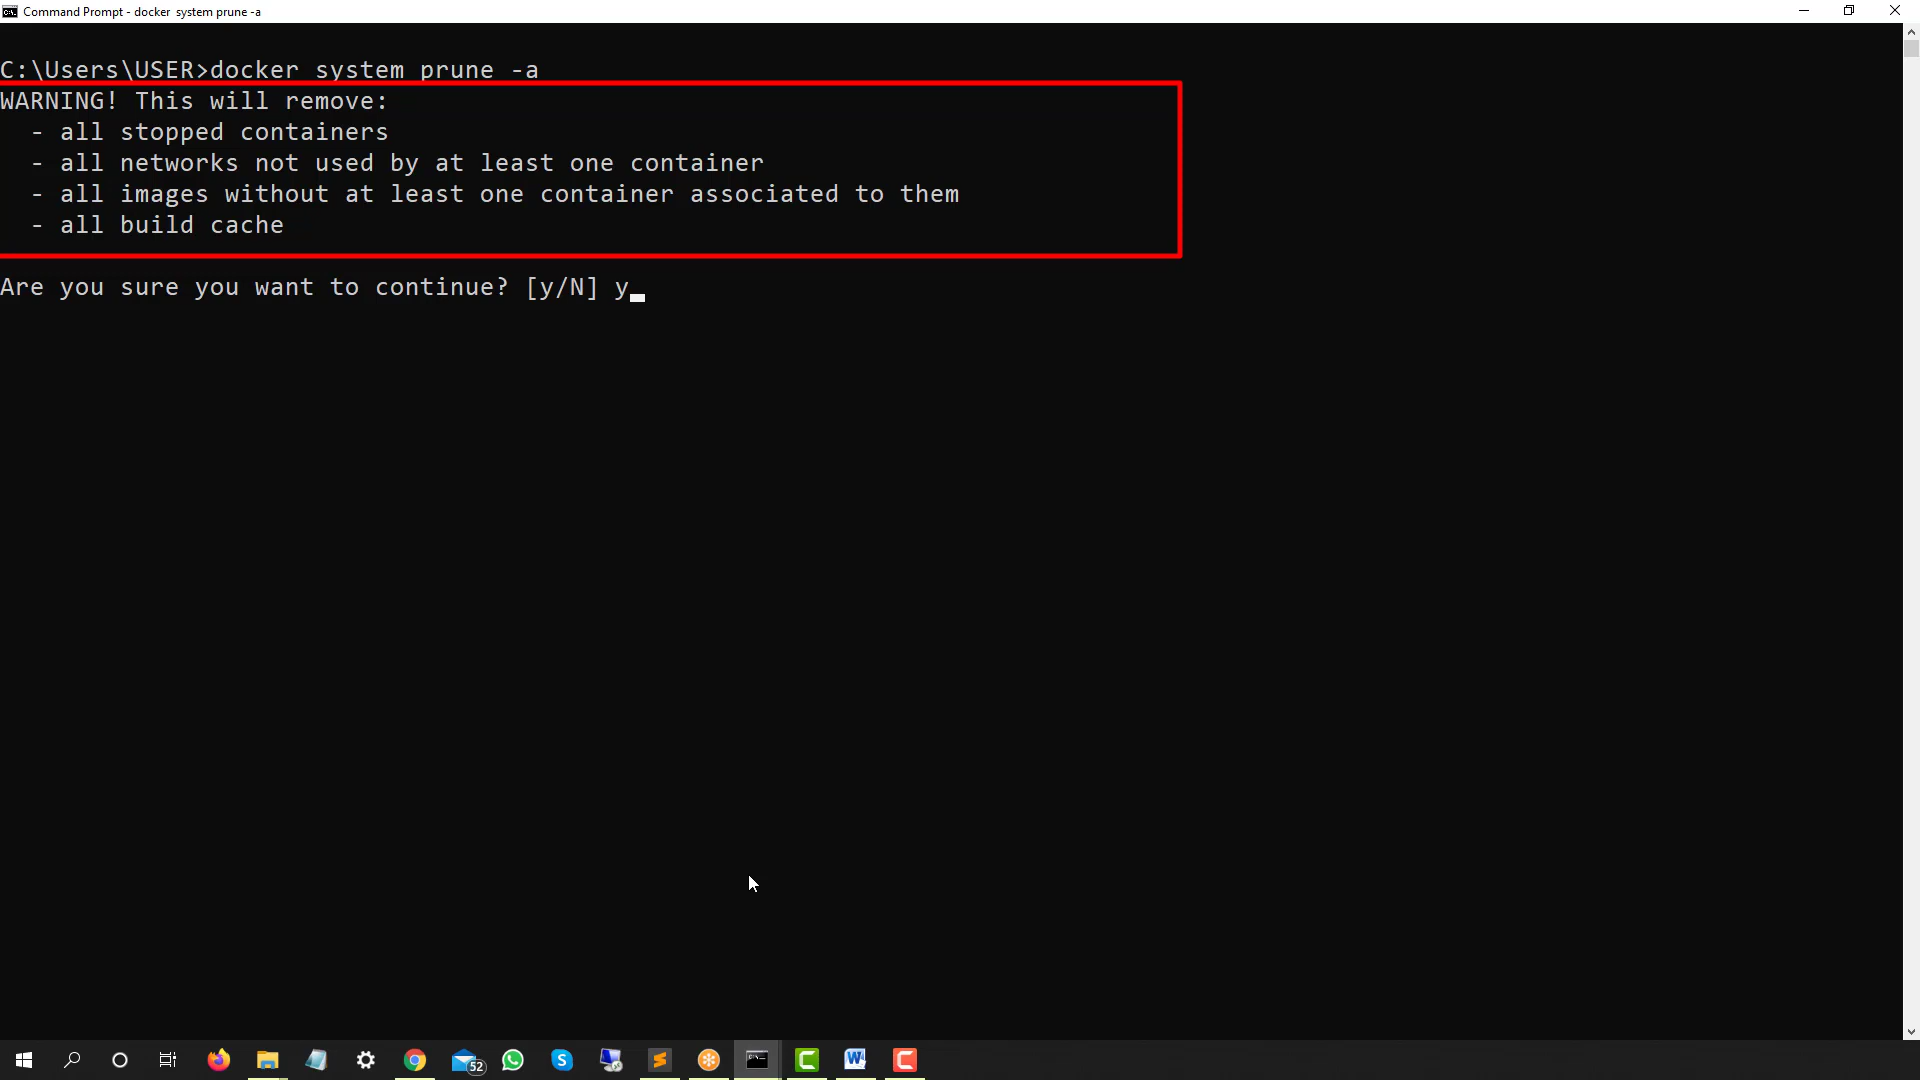 Command Prompt - docker  system prune -a
C:\Users\USER>docker system prune -a
WARNING! This will remove:
  - all stopped containers
  - all networks not used by at least one container
  - all images without at least one container associated to them
  - all build cache
Are you sure you want to continue? [y/N] y
52